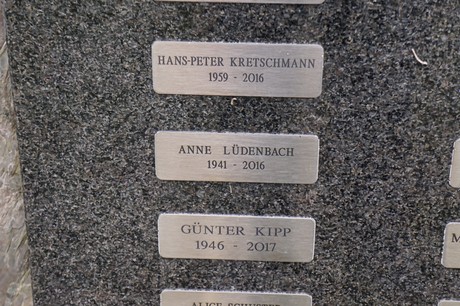 HANS-PETER KRETSCHMANN
1959 - 2016
ANNE LÜDENBACH
1941 - 2016
GÜNTER KIPP
1946 - 2017